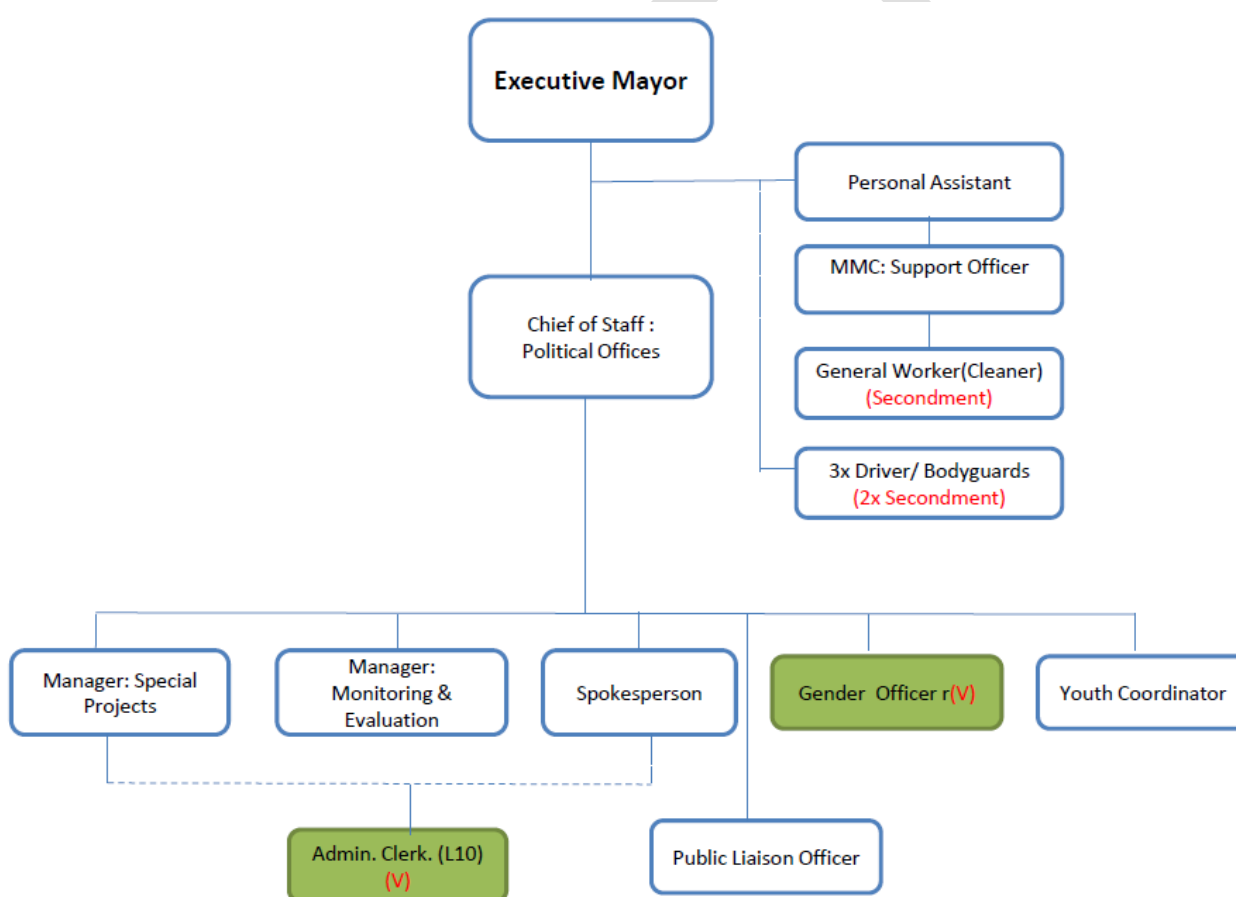 Executive Mayor
Personal Assistant
MMC: Support Officer
Chief of Staff :
Political Offices
General Worker(Cleaner)
(Secondment)
3x Driver/ Bodyguards
(2x Secondment)
Manager: Special
Projects
Manager:
Monitoring &
Evaluation
Spokesperson
Gender Officer r(V)
Youth Coordinator
Admin. Clerk. (L10)
(V)
Public Liaison Officer